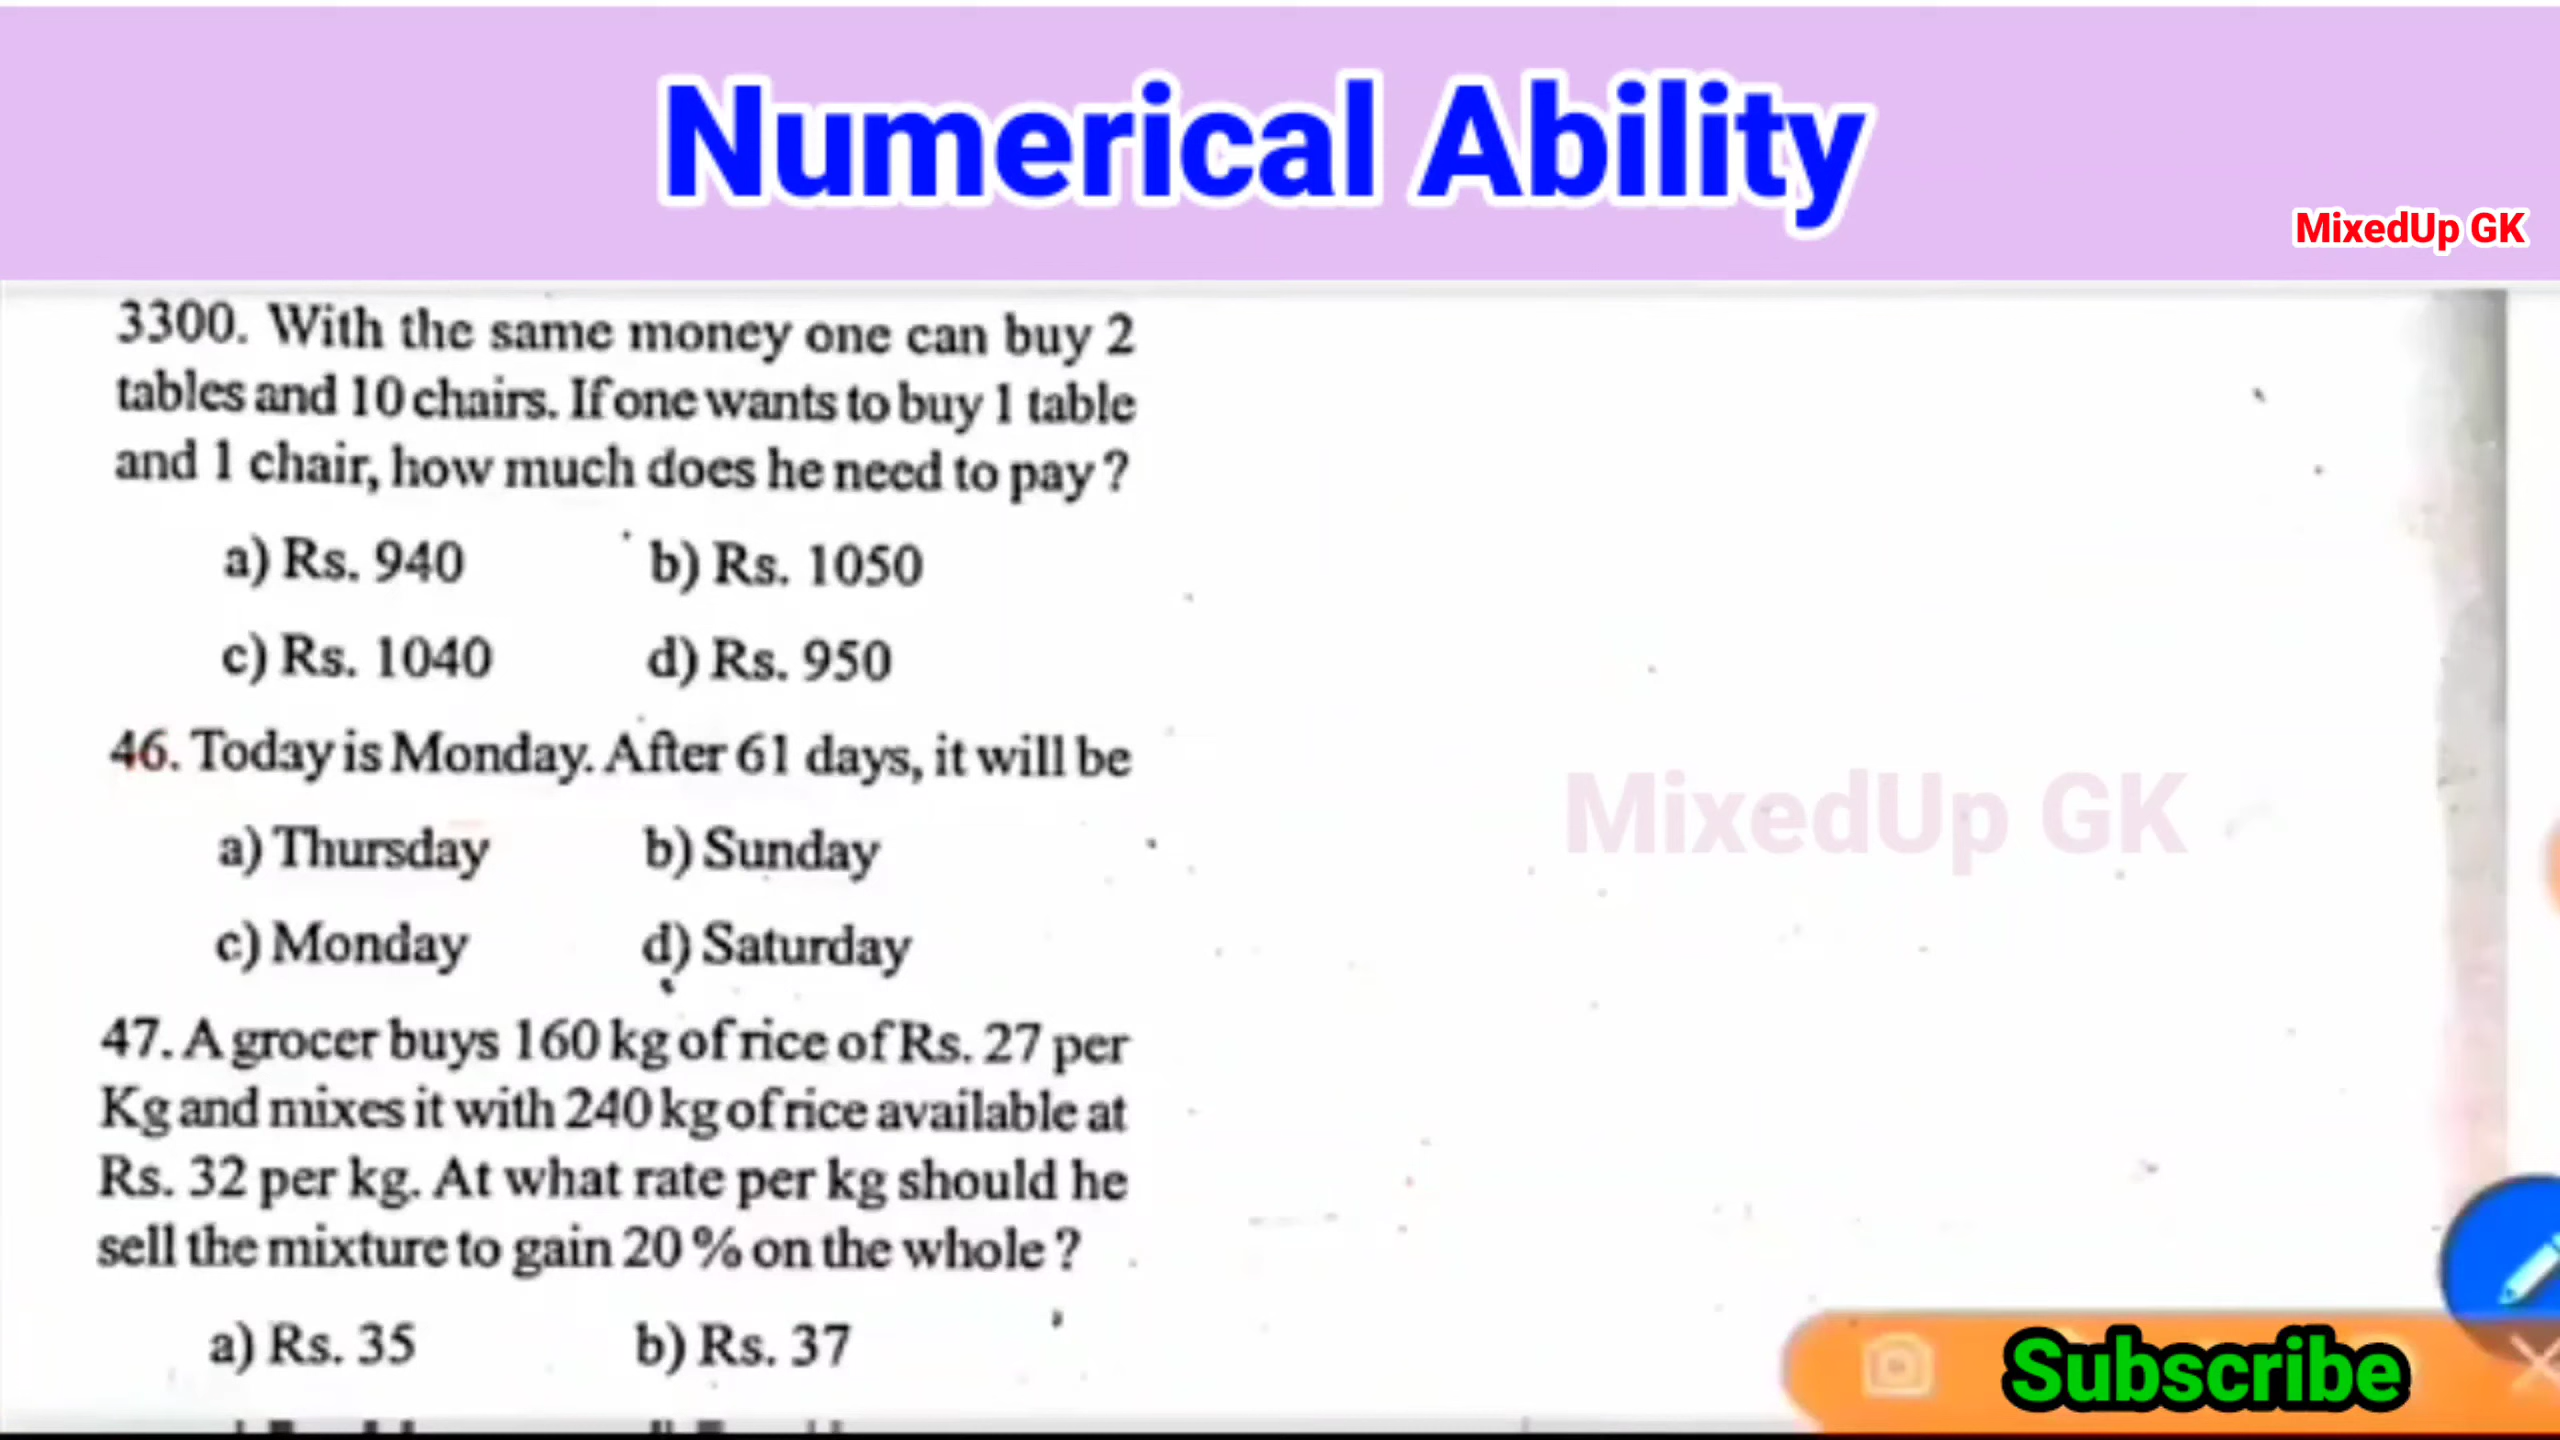 Numerical Ability
MixedUp GK
3300. With the same money one can buy 2
tables and 10 chairs. If one wants to buy 1 table
and 1 chair, how much does he need to pay ?
a) Rs. 940 b) Rs. 1050
c) Rs. 1040 d) Rs. 950
46. Today is Monday. After 61 days, it will be
a) Thursday b) Sunday
c) Monday d) Saturday
MixedUp GK
47. A grocer buys 160 kg of rice of Rs. 27 per
Kg and mixes it with 240 kg of rice available at
Rs. 32 per kg. At what rate per kg should he
sell the mixture to gain 20 % on the whole ?
a) Rs. 35 b) Rs. 37
Subscribe